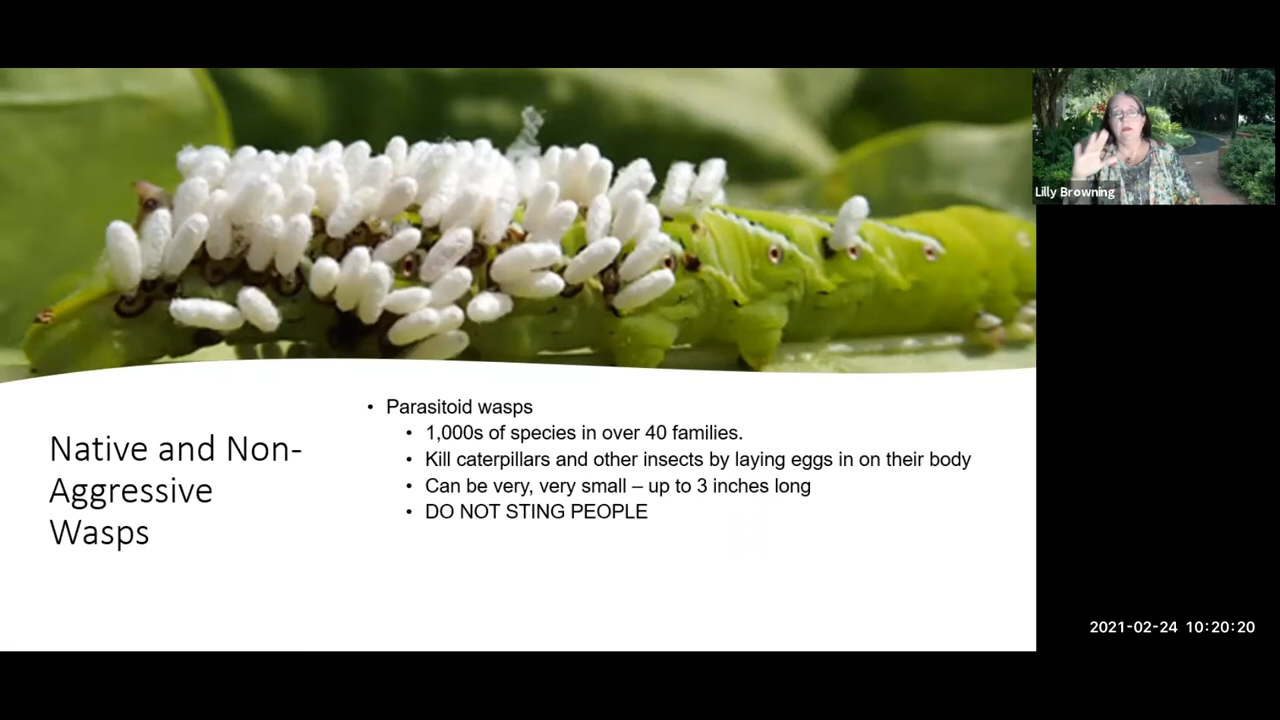 Lilly Browning
Native and Non-
Aggressive
Wasps
• Parasitoid wasps
• 1,000s of species in over 40 families.
• Kill caterpillars and other insects by laying eggs in on their body
• Can be very, very small – up to 3 inches long
• DO NOT STING PEOPLE
2021-02-24 10:20:20